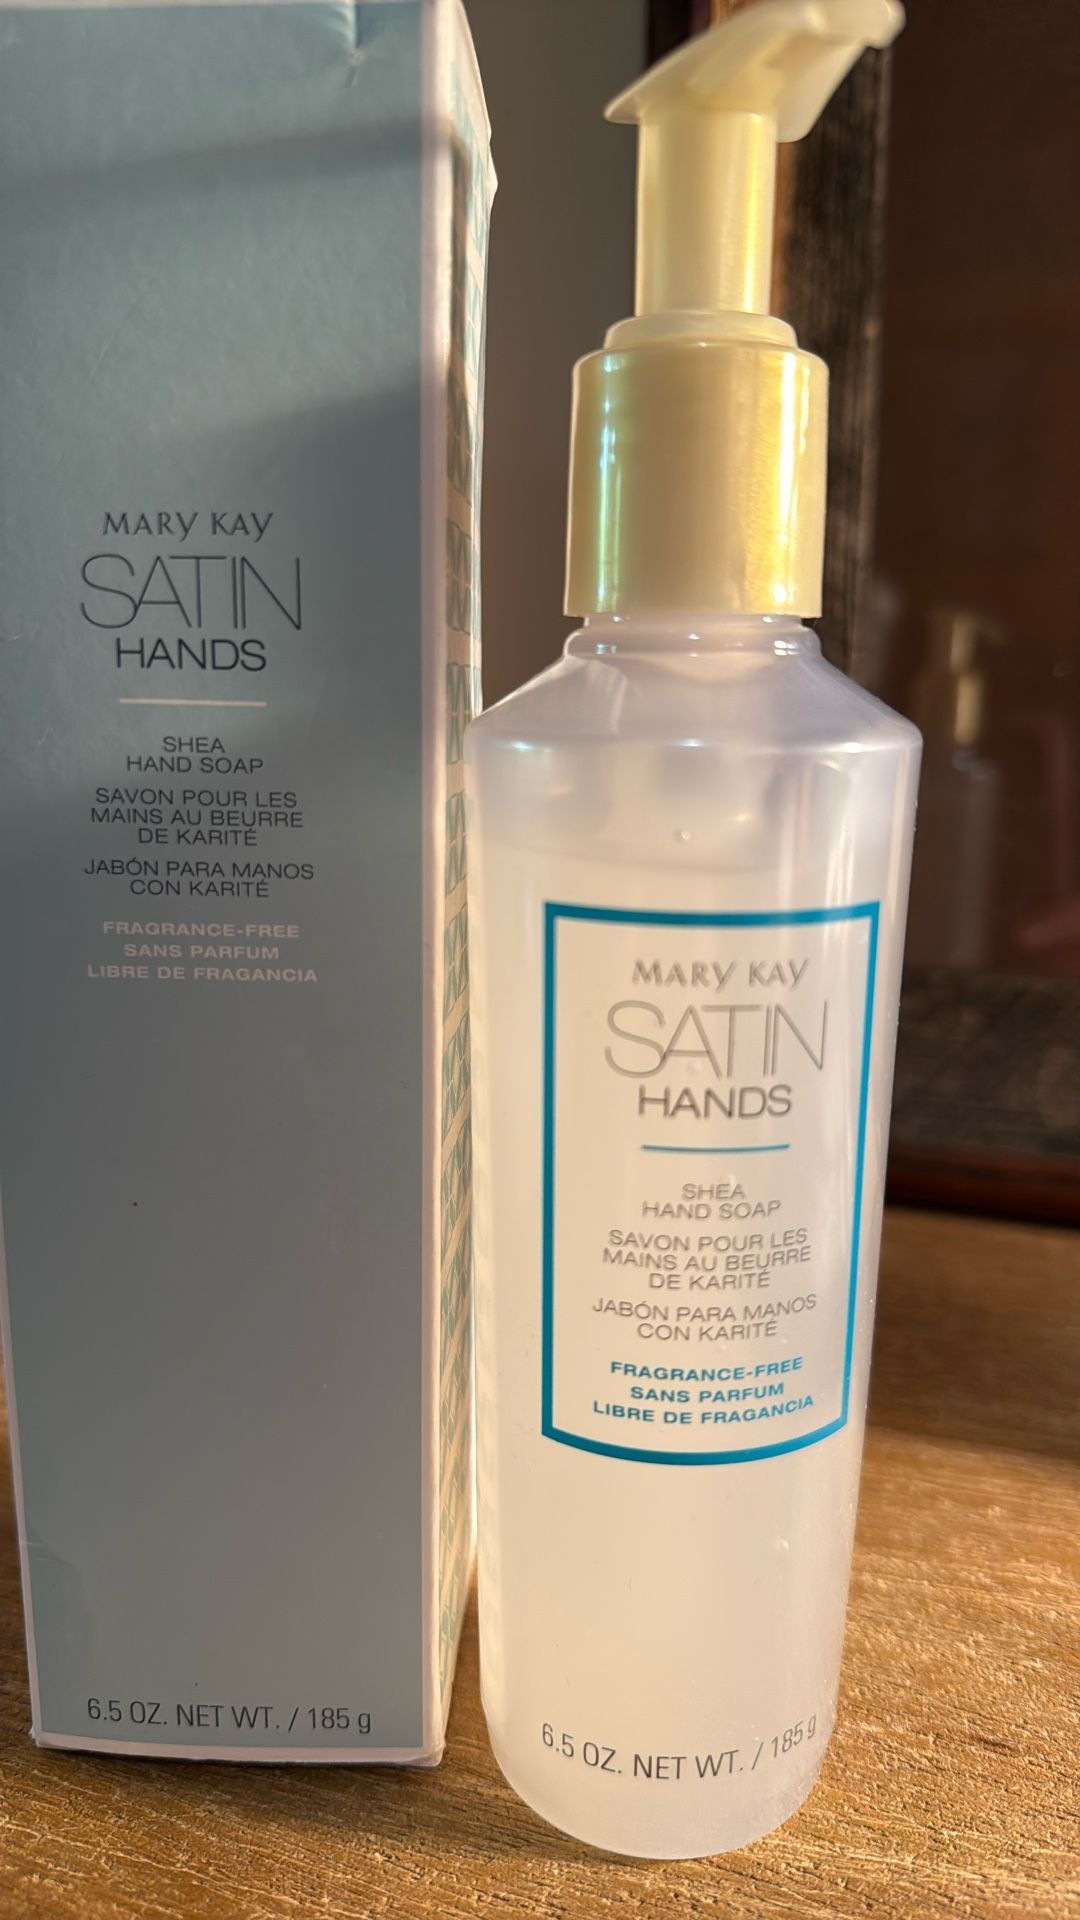 MARY KAY
SATIN
HANDS
SHEA
HAND SOAP
SAVON POUR LES
MAINS AU BEURRE
DE KARITÉ
JABÓN PARA MANOS
CON KARITÉ
FRAGRANCE-FREE
SANS PARFUM
LIBRE DE FRAGANCIA
6.5 OZ. NET WT. / 185 g
MARY KAY
SATIN
HANDS
SHEA
HAND SOAP
SAVON POUR LES
MAINS AU BEURRE
DE KARITÉ
JABÓN PARA MANOS
CON KARITÉ
FRAGRANCE-FREE
SANS PARFUM
LIBRE DE FRAGANCIA
6.5 OZ. NET WT. / 185 g